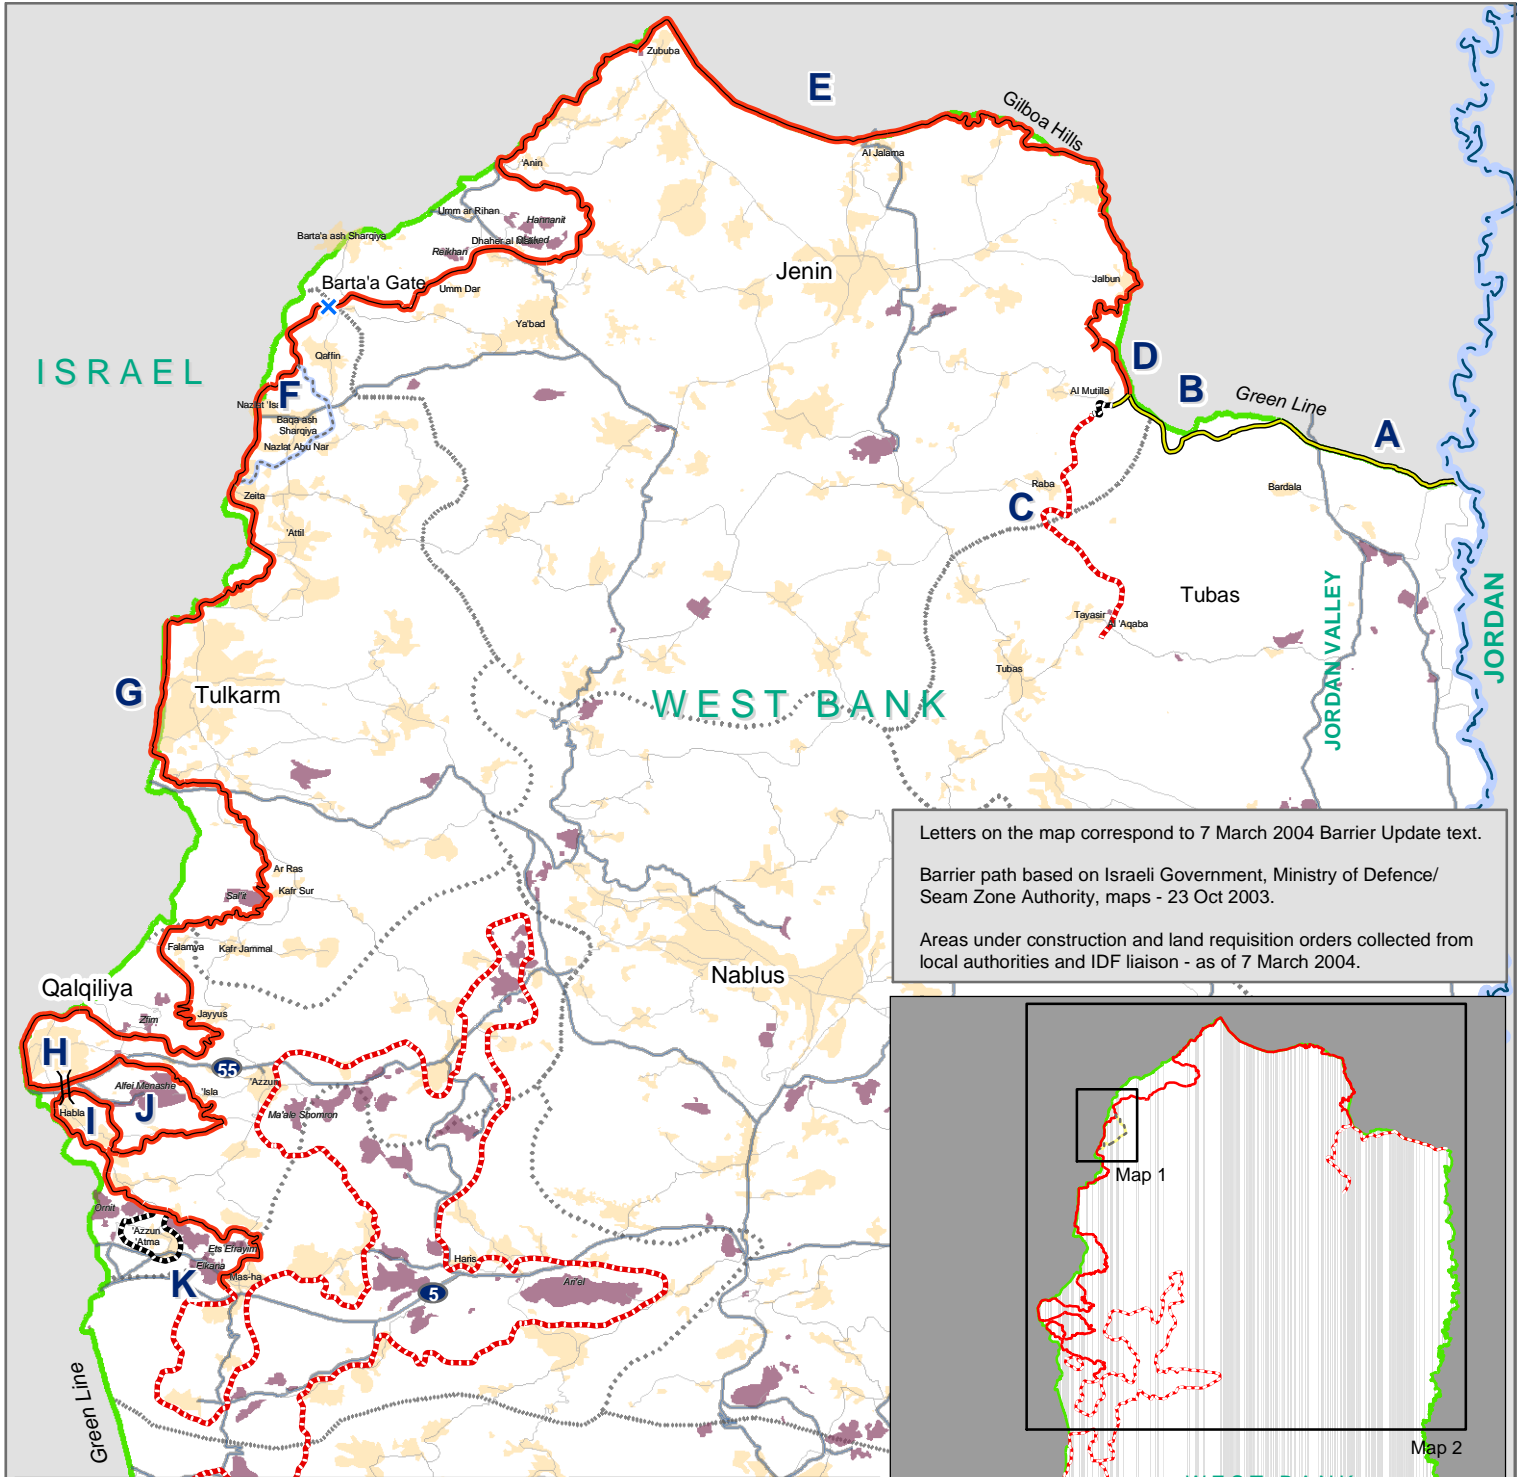 Zububa
E
Gilboa Hills
Al Jalama
'Anin
Umm ar Rihan
Hannanit
Barta'a ash Sharqiya
Dhaher al
Reikhan
Jenin
Barta'a Gate
Umm Dar
Jalbun
Ya'bad
Qaffin
ISRAEL
D
B
Green Line
A
F
Al Mutilla
Baqa ash
Sharqiya
Nazlat Abu Nar
Zeita
Raba
Bardala
C
'Attil
Tubas
Tayasir
Al 'Aqaba
JORDAN VALLEY
JORDAN
Tubas
G
Tulkarm
WEST BANK
Letters on the map correspond to 7 March 2004 Barrier Update text.
Barrier path based on Israeli Government, Ministry of Defence/
Seam Zone Authority, maps - 23 Oct 2003.
Areas under construction and land requisition orders collected from
local authorities and IDF liaison - as of 7 March 2004.
Ar Ras
Kafr Sur
Sal'it
Falamya
Kafr Jammal
Nablus
Qalqiliya
Jayyus
Zfim
H
55
Alfei Menashe
'Isla
'Azzun
J
Habla
I
Ma'ale Shomron
Ornit
'Azzun
'Atma
Ets Efrayim
Elkana
Mas-ha
K
Haris
Ari'el
5
Green Line
Map 1
Map 2